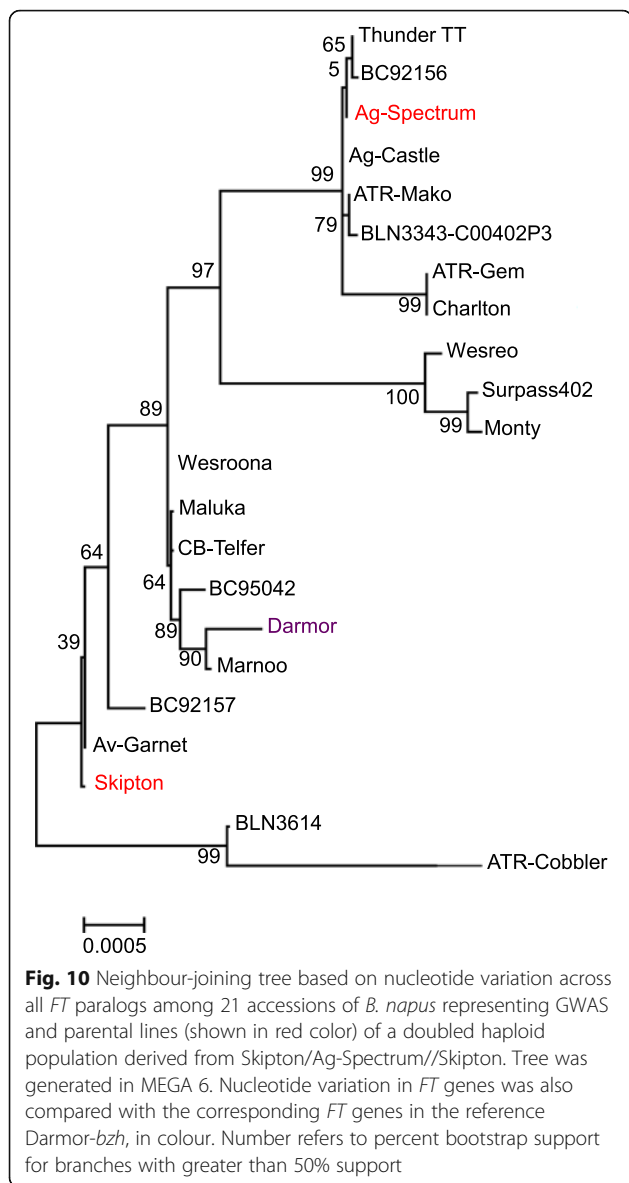 Thunder TT
65
5
BC92156
Ag-Spectrum
Ag-Castle
99
ATR-Mako
79
BLN3343-C00402P3
97
ATR-Gem
99
Charlton
Wesreo
Surpass402
100
99
Monty
89
Wesroona
Maluka
CB-Telfer
64
64
BC95042
89
Darmor
90
Marnoo
39
BC92157
Av-Garnet
Skipton
BLN3614
99
ATR-Cobbler
0.0005
Fig. 10 Neighbour-joining tree based on nucleotide variation across
all FT paralogs among 21 accessions of B. napus representing GWAS
and parental lines (shown in red color) of a doubled haploid
population derived from Skipton/Ag-Spectrum//Skipton. Tree was
generated in MEGA 6. Nucleotide variation in FT genes was also
compared with the corresponding FT genes in the reference
Darmor-bzh, in colour. Number refers to percent bootstrap support
for branches with greater than 50% support